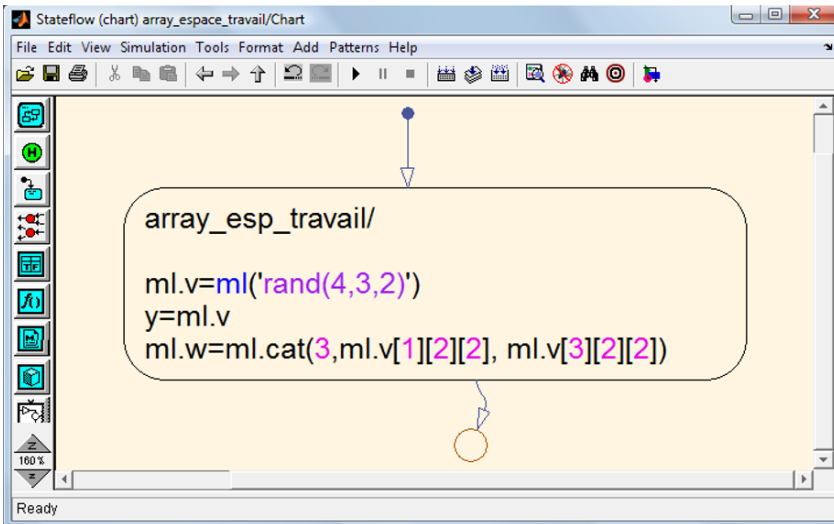 Stateflow (chart) array_espace_travail/Chart
File Edit View Simulation Tools Format Add Patterns Help
H
array_esp_travail/
ml.v=ml('rand(4,3,2)')
y=ml.v
ml.w=ml.cat(3,ml.v[1][2][2], ml.v[3][2][2])
f()
M
Z
160 %
Z
Ready